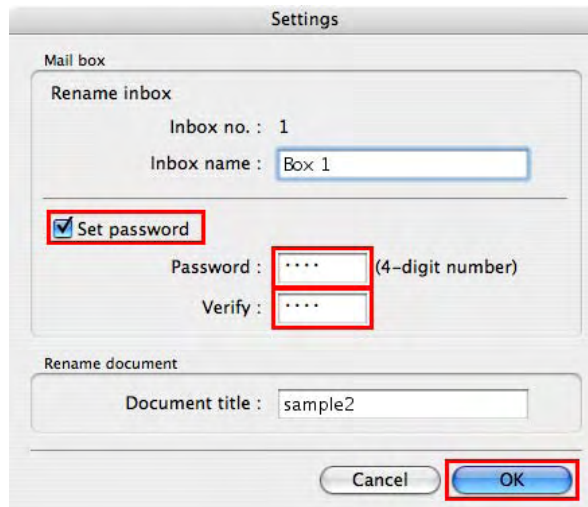 Settings
Mail box
Rename inbox
Inbox no. : 1
Inbox name : Box 1
Set password
Password : •••• (4-digit number)
Verify : ••••
Rename document
Document title : sample2
Cancel OK